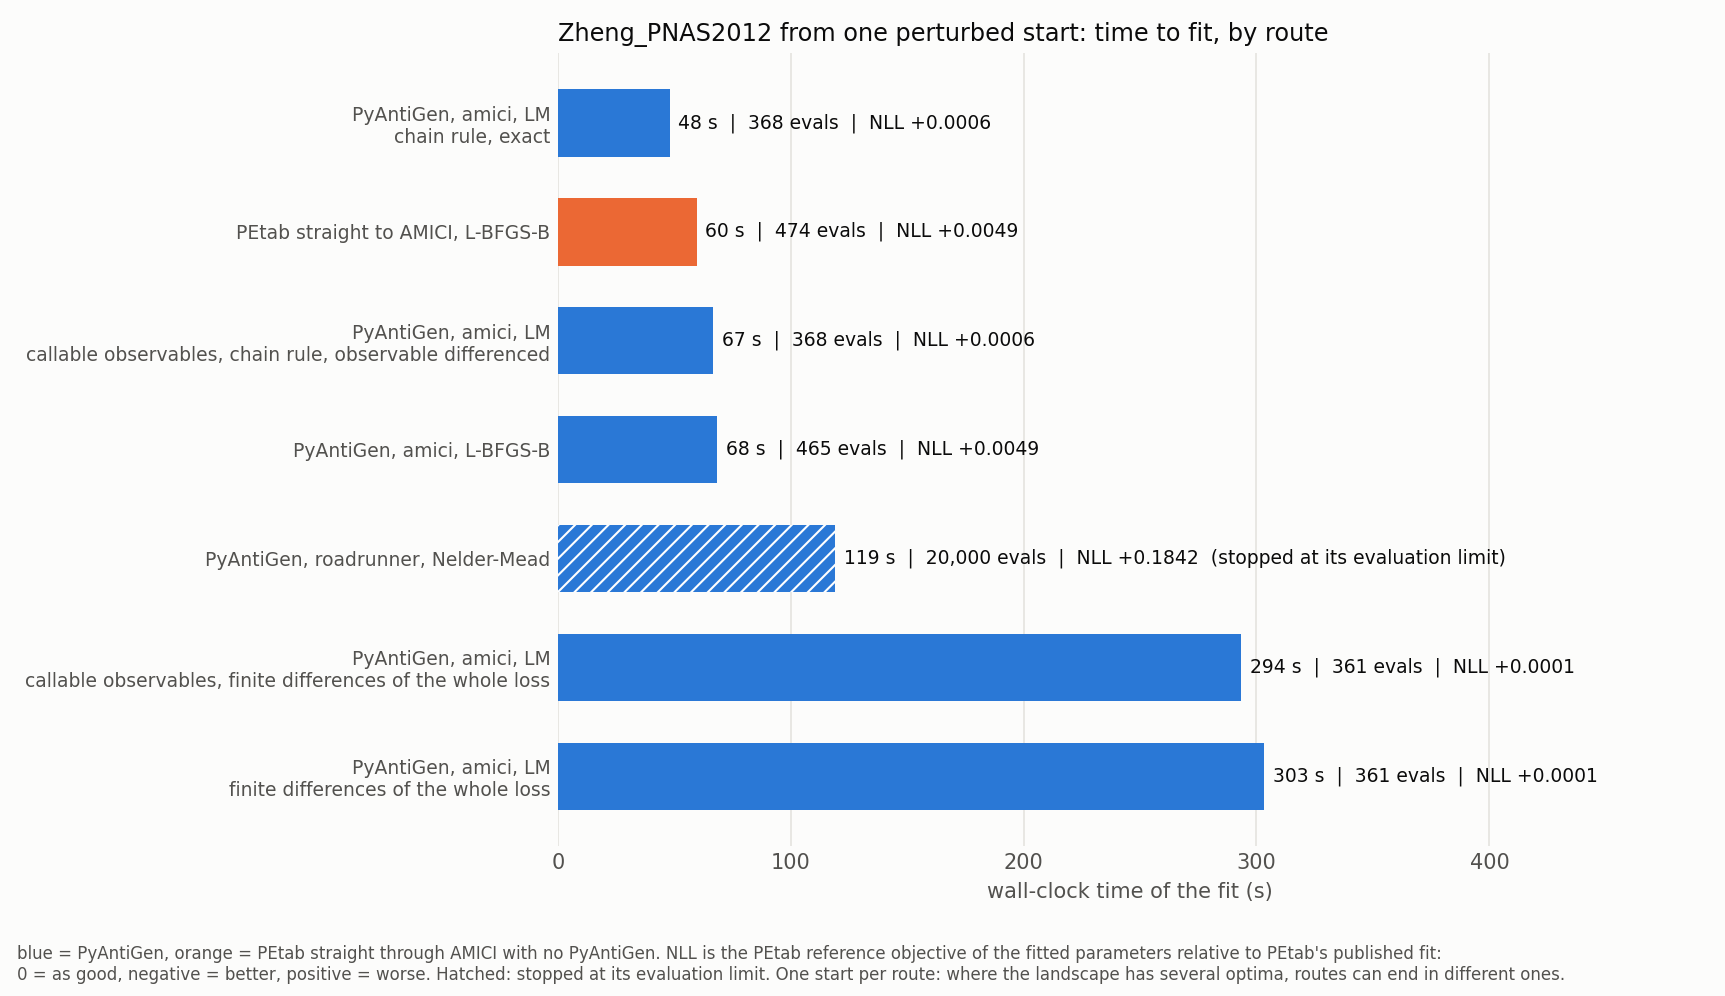 Zheng_PNAS2012 from one perturbed start: time to fit, by route
PyAntiGen, amici, LM
chain rule, exact
48 s | 368 evals | NLL +0.0006
PEtab straight to AMICI, L-BFGS-B
60 s | 474 evals | NLL +0.0049
PyAntiGen, amici, LM
callable observables, chain rule, observable differenced
67 s | 368 evals | NLL +0.0006
PyAntiGen, amici, L-BFGS-B
68 s | 465 evals | NLL +0.0049
PyAntiGen, roadrunner, Nelder-Mead
119 s | 20,000 evals | NLL +0.1842 (stopped at its evaluation limit)
PyAntiGen, amici, LM
callable observables, finite differences of the whole loss
294 s | 361 evals | NLL +0.0001
PyAntiGen, amici, LM
finite differences of the whole loss
303 s | 361 evals | NLL +0.0001
0 100 200 300 400
wall-clock time of the fit (s)
blue = PyAntiGen, orange = PEtab straight through AMICI with no PyAntiGen. NLL is the PEtab reference objective of the fitted parameters relative to PEtab's published fit:
0 = as good, negative = better, positive = worse. Hatched: stopped at its evaluation limit. One start per route: where the landscape has several optima, routes can end in different ones.